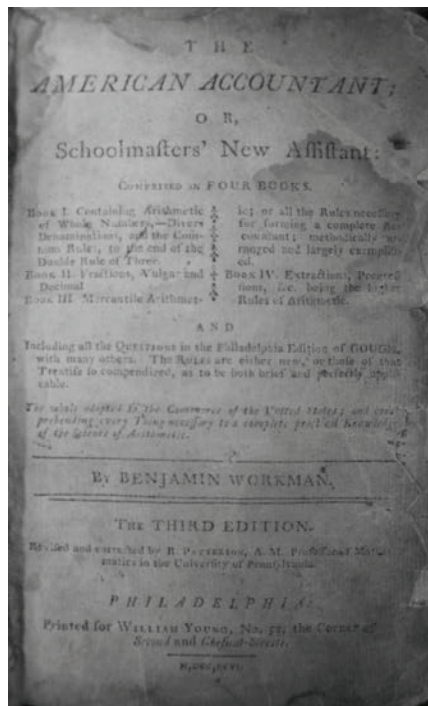 THE
AMERICAN ACCOUNTANT;
OR,
Schoolmaſters' New Aſſiſtant:
COMPRISED IN FOUR BOOKS.
BOOK I. Containing Arithmetic
of Whole Numbers,—Divers
Denominations, and the Com-
mon Rules, to the end of the
Double Rule of Three.
BOOK II. Fractions, Vulgar and
Decimal
BOOK III. Mercantile Arithmet-
ic; or all the Rules neceſſary
for forming a complete Ac-
countant; methodically ar-
ranged and largely exemplifi-
ed.
BOOK IV. Extractions, Progreſ-
ſions, &c. being the higher
Rules of Arithmetic.
AND
Including all the QUESTIONS in the Philadelphia Edition of GOUGH,
with many others. The RULES are either new, or thoſe of that
Treatiſe ſo compendized, as to be both brief and perfectly appli-
cable.
The whole adapted to the Commerce of the United States; and com-
prehending every Thing neceſſary to a complete practical Knowledge
of the Science of Arithmetic.
BY BENJAMIN WORKMAN.
THE THIRD EDITION.
Reviſed and corrected by R. PATTERSON, A. M. Profeſſor of Math-
ematics in the Univerſity of Pennſylvania.
PHILADELPHIA:
Printed for WILLIAM YOUNG, No. 52, the Corner of
Second and Cheſnut-Streets.